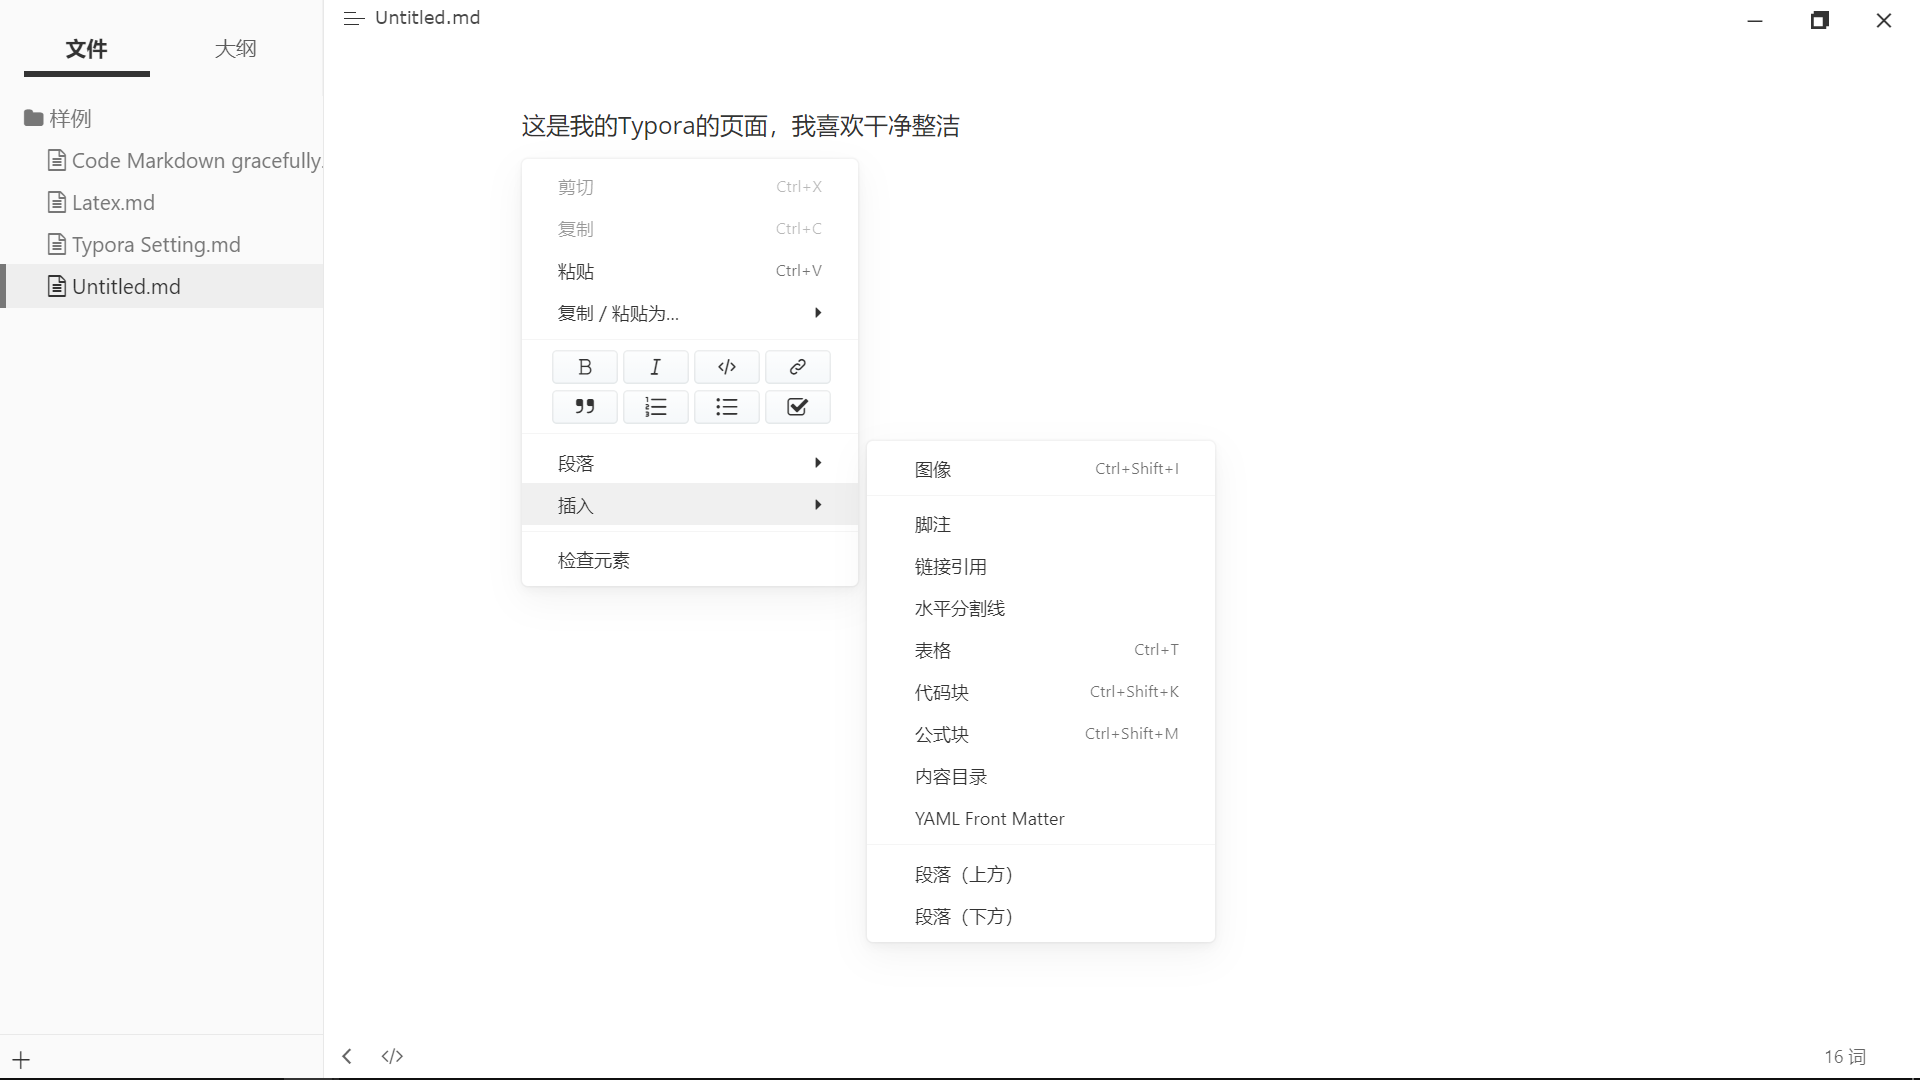 文件 大纲
样例
Code Markdown gracefully.
Latex.md
Typora Setting.md
Untitled.md
Untitled.md
这是我的Typora的页面，我喜欢干净整洁
剪切 Ctrl+X
复制 Ctrl+C
粘贴 Ctrl+V
复制 / 粘贴为...
段落
插入
检查元素
图像 Ctrl+Shift+I
脚注
链接引用
水平分割线
表格 Ctrl+T
代码块 Ctrl+Shift+K
公式块 Ctrl+Shift+M
内容目录
YAML Front Matter
段落（上方）
段落（下方）
16 词